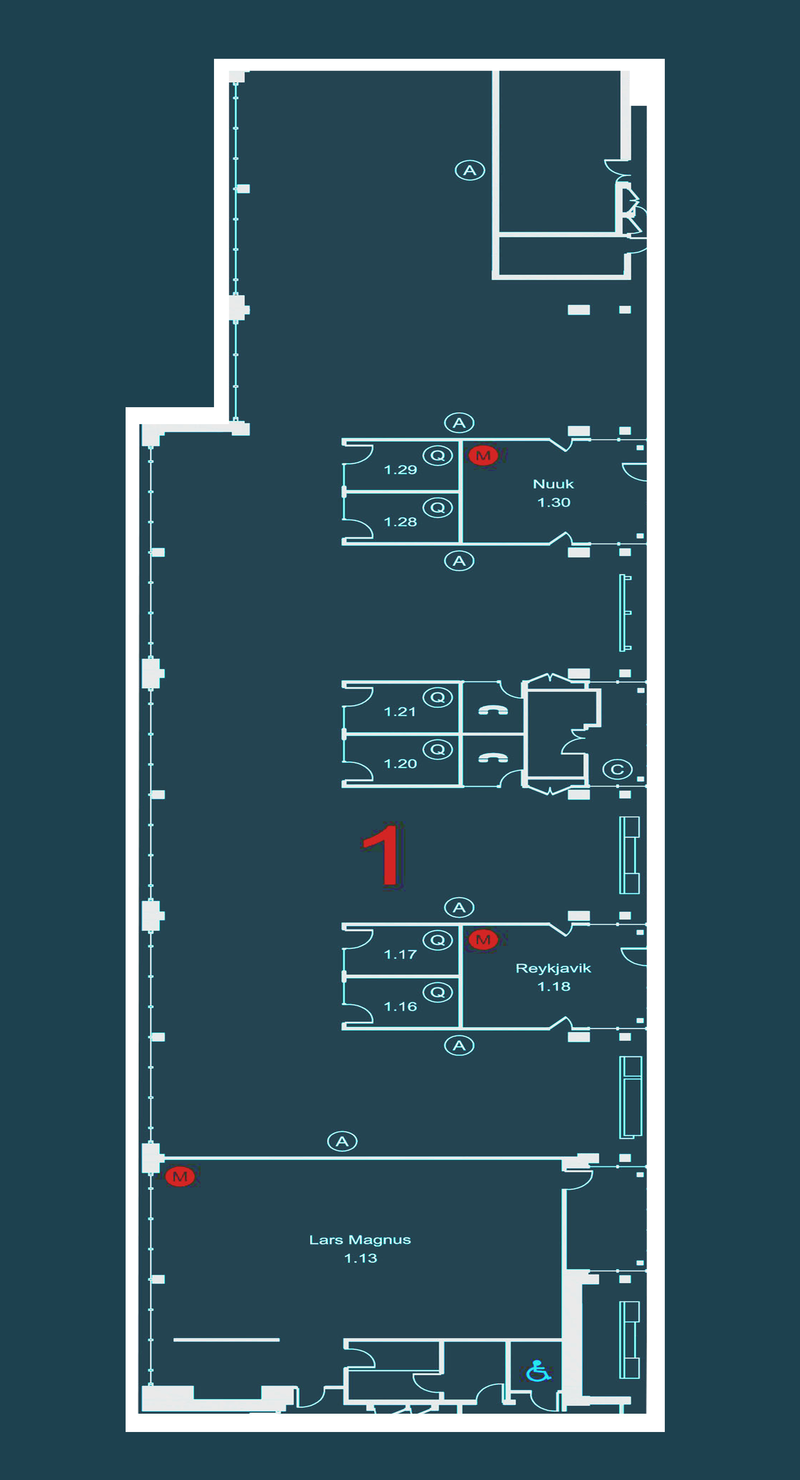 A
A
Q
M
1.29
Nuuk
1.30
Q
1.28
A
Q
1.21
Q
1.20
C
1
A
Q
M
1.17
Reykjavik
1.18
Q
1.16
A
A
M
Lars Magnus
1.13